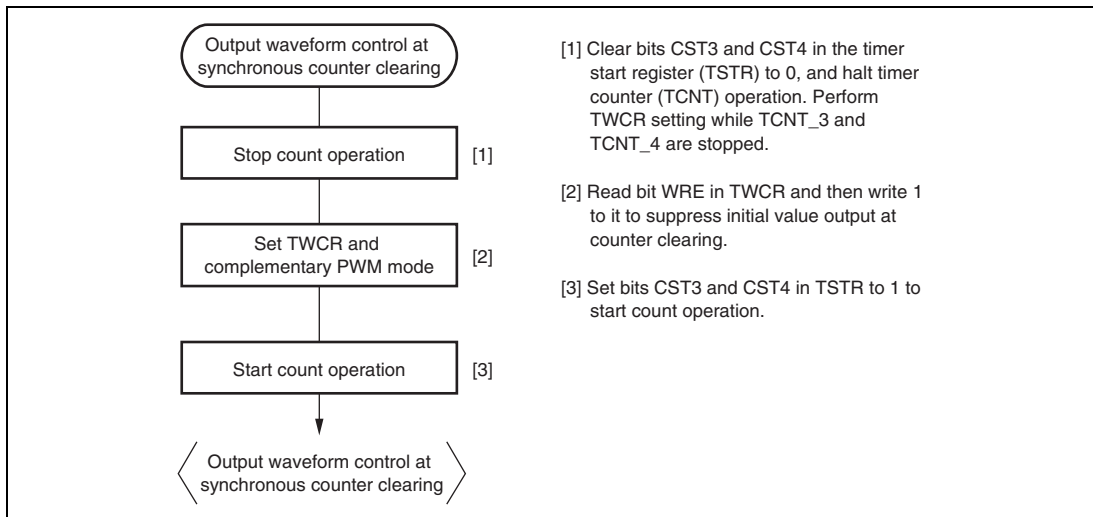 Output waveform control at
synchronous counter clearing
Stop count operation
[1]
Set TWCR and
complementary PWM mode
[2]
Start count operation
[3]
Output waveform control at
synchronous counter clearing
[1] Clear bits CST3 and CST4 in the timer
start register (TSTR) to 0, and halt timer
counter (TCNT) operation. Perform
TWCR setting while TCNT_3 and
TCNT_4 are stopped.
[2] Read bit WRE in TWCR and then write 1
to it to suppress initial value output at
counter clearing.
[3] Set bits CST3 and CST4 in TSTR to 1 to
start count operation.